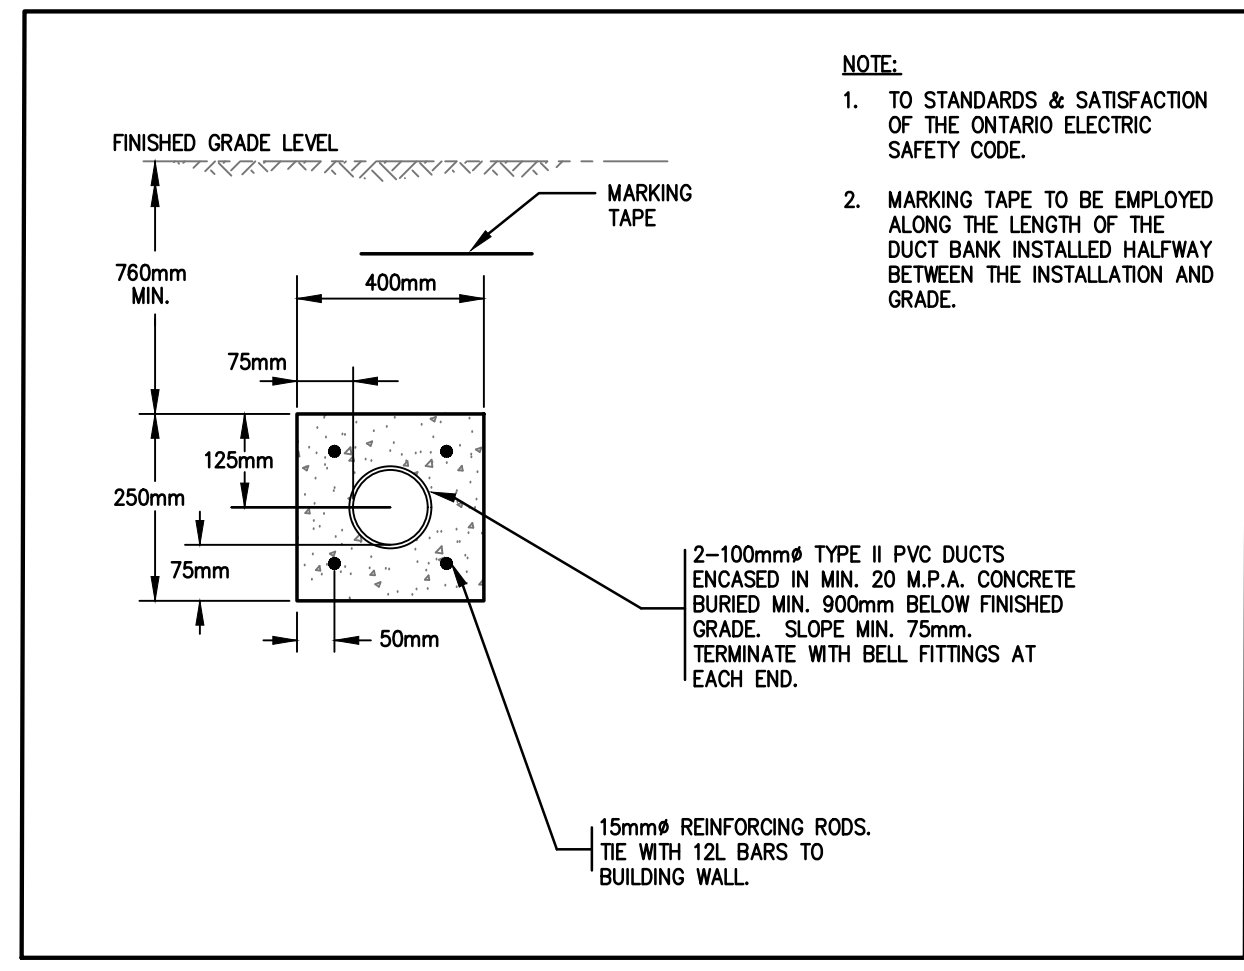 NOTE:
1. TO STANDARDS & SATISFACTION
OF THE ONTARIO ELECTRIC
SAFETY CODE.
2. MARKING TAPE TO BE EMPLOYED
ALONG THE LENGTH OF THE
DUCT BANK INSTALLED HALFWAY
BETWEEN THE INSTALLATION AND
GRADE.
FINISHED GRADE LEVEL
MARKING
TAPE
760mm
MIN.
400mm
75mm
125mm
250mm
75mm
50mm
2-100mmø TYPE II PVC DUCTS
ENCASED IN MIN. 20 M.P.A. CONCRETE
BURIED MIN. 900mm BELOW FINISHED
GRADE. SLOPE MIN. 75mm.
TERMINATE WITH BELL FITTINGS AT
EACH END.
15mmø REINFORCING RODS.
TIE WITH 12L BARS TO
BUILDING WALL.